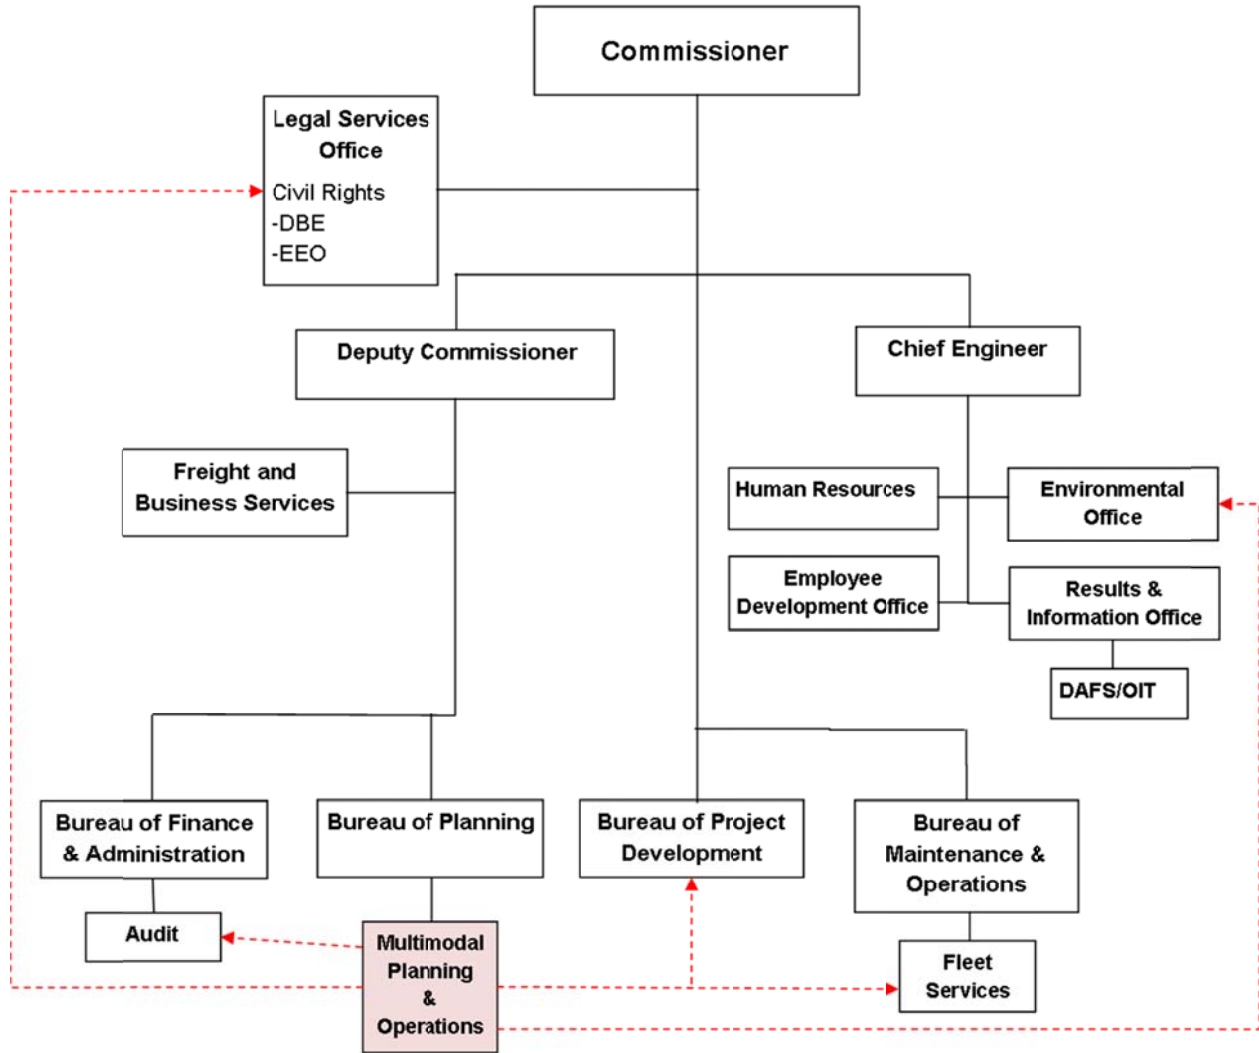 Commissioner
Legal Services
Office
Civil Rights
-DBE
-EEO
Deputy Commissioner
Chief Engineer
Freight and
Business Services
Human Resources
Environmental
Office
Employee
Development Office
Results &
Information Office
DAFS/OIT
Bureau of Finance
& Administration
Bureau of Planning
Bureau of Project
Development
Bureau of
Maintenance &
Operations
Audit
Multimodal
Planning
&
Operations
Fleet
Services